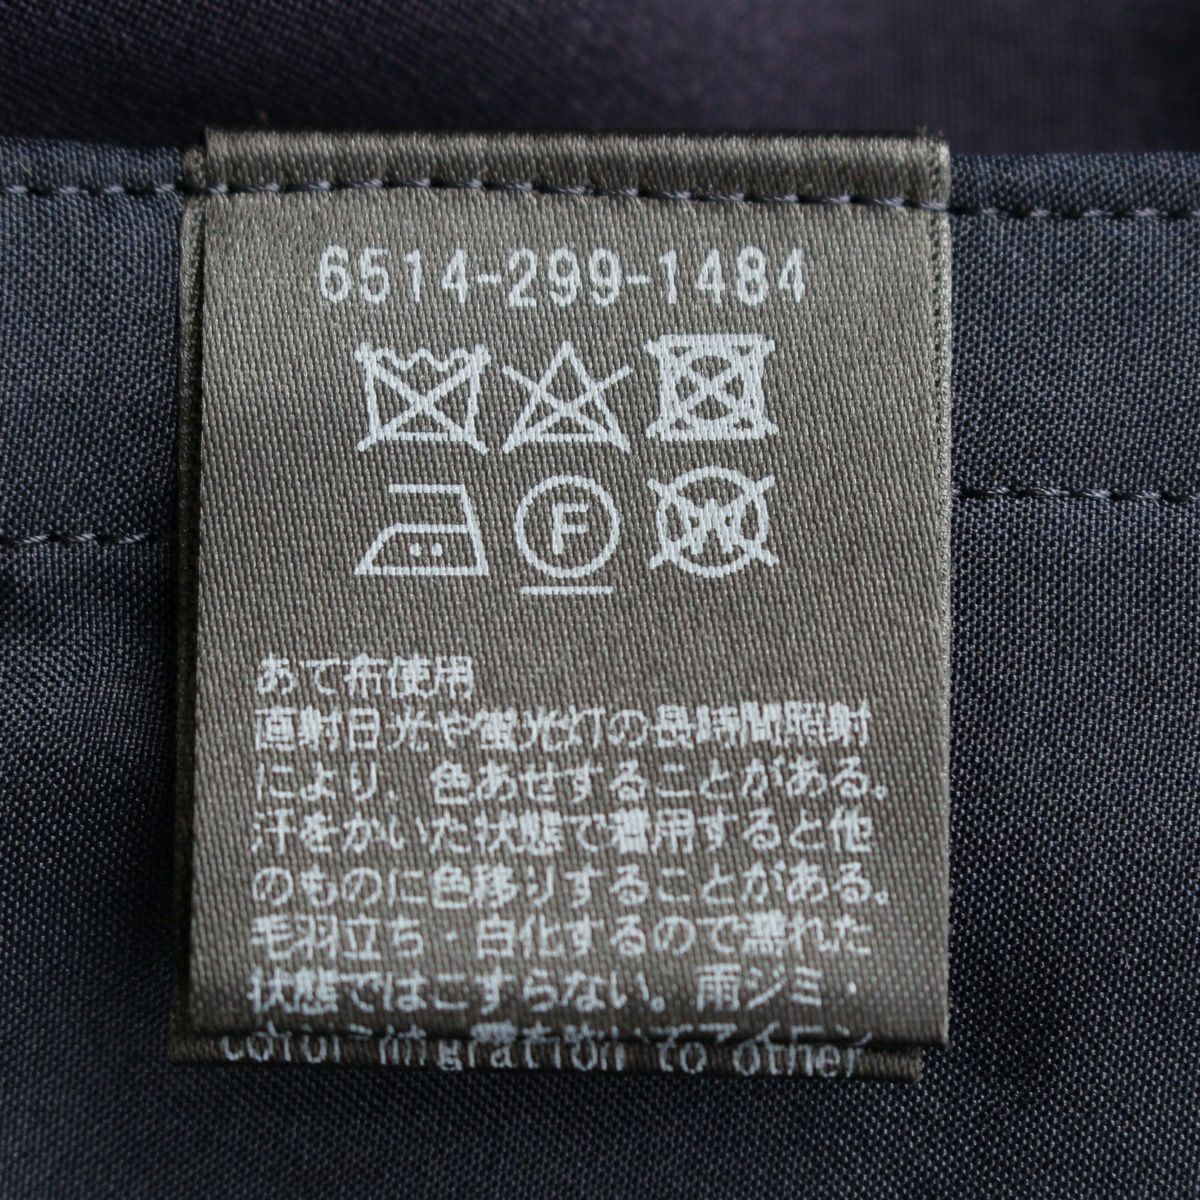 6514-299-1484
F
W
あて布使用
直射日光や蛍光灯の長時間照射
により、色あせすることがある。
汗をかいた状態で着用すると他
のものに色移りすることがある。
毛羽立ち・白化するので濡れた
状態ではこすらない。雨ジミ・
color migration to other